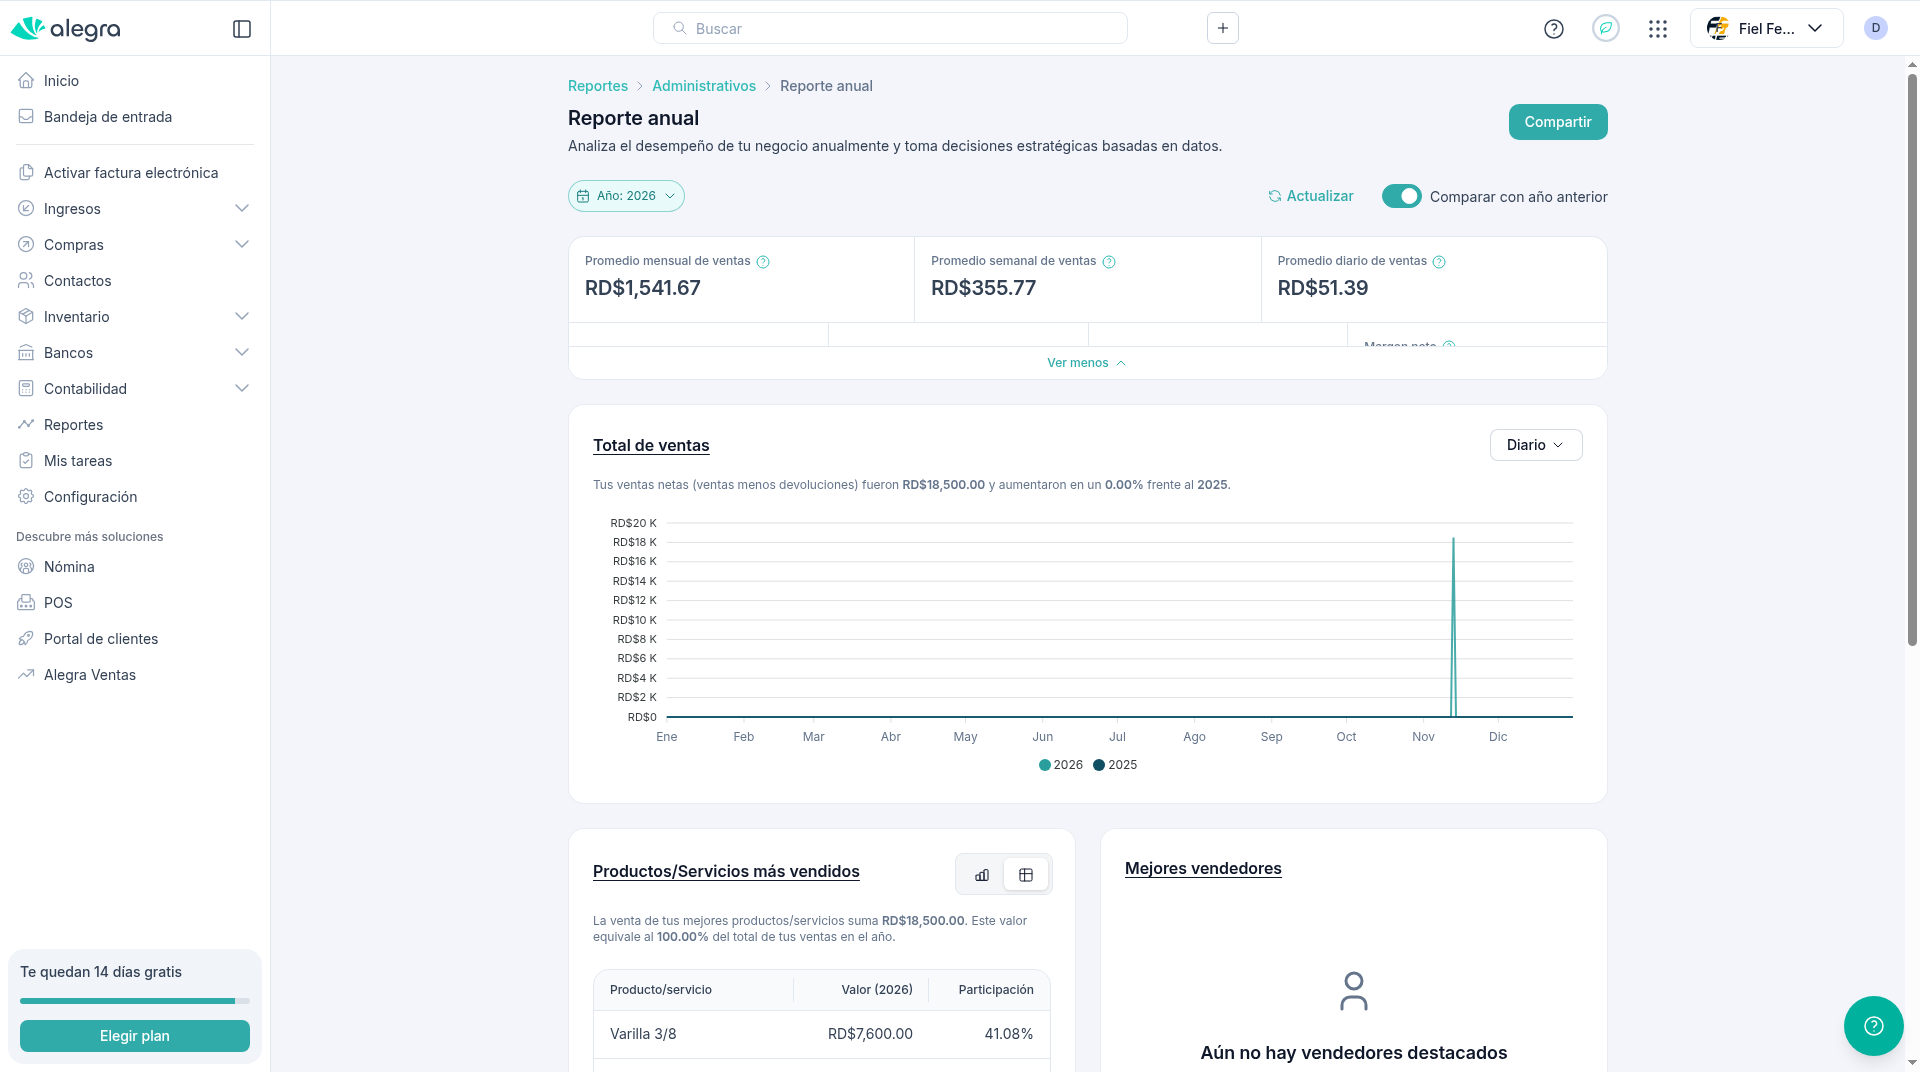 alegra
Buscar
Fiel Fe...
D
Inicio
Bandeja de entrada
Activar factura electrónica
Ingresos
Compras
Contactos
Inventario
Bancos
Contabilidad
Reportes
Mis tareas
Configuración
Descubre más soluciones
Nómina
POS
Portal de clientes
Alegra Ventas
Te quedan 14 días gratis
Elegir plan
Reportes > Administrativos > Reporte anual
Reporte anual
Compartir
Analiza el desempeño de tu negocio anualmente y toma decisiones estratégicas basadas en datos.
Año: 2026
Actualizar
Comparar con año anterior
Promedio mensual de ventas
RD$1,541.67
Promedio semanal de ventas
RD$355.77
Promedio diario de ventas
RD$51.39
Margen neto
Ver menos
Total de ventas
Diario
Tus ventas netas (ventas menos devoluciones) fueron RD$18,500.00 y aumentaron en un 0.00% frente al 2025.
RD$20 K
RD$18 K
RD$16 K
RD$14 K
RD$12 K
RD$10 K
RD$8 K
RD$6 K
RD$4 K
RD$2 K
RD$0
Ene Feb Mar Abr May Jun Jul Ago Sep Oct Nov Dic
2026 2025
Productos/Servicios más vendidos
La venta de tus mejores productos/servicios suma RD$18,500.00. Este valor
equivale al 100.00% del total de tus ventas en el año.
Producto/servicio Valor (2026) Participación
Varilla 3/8 RD$7,600.00 41.08%
Mejores vendedores
Aún no hay vendedores destacados